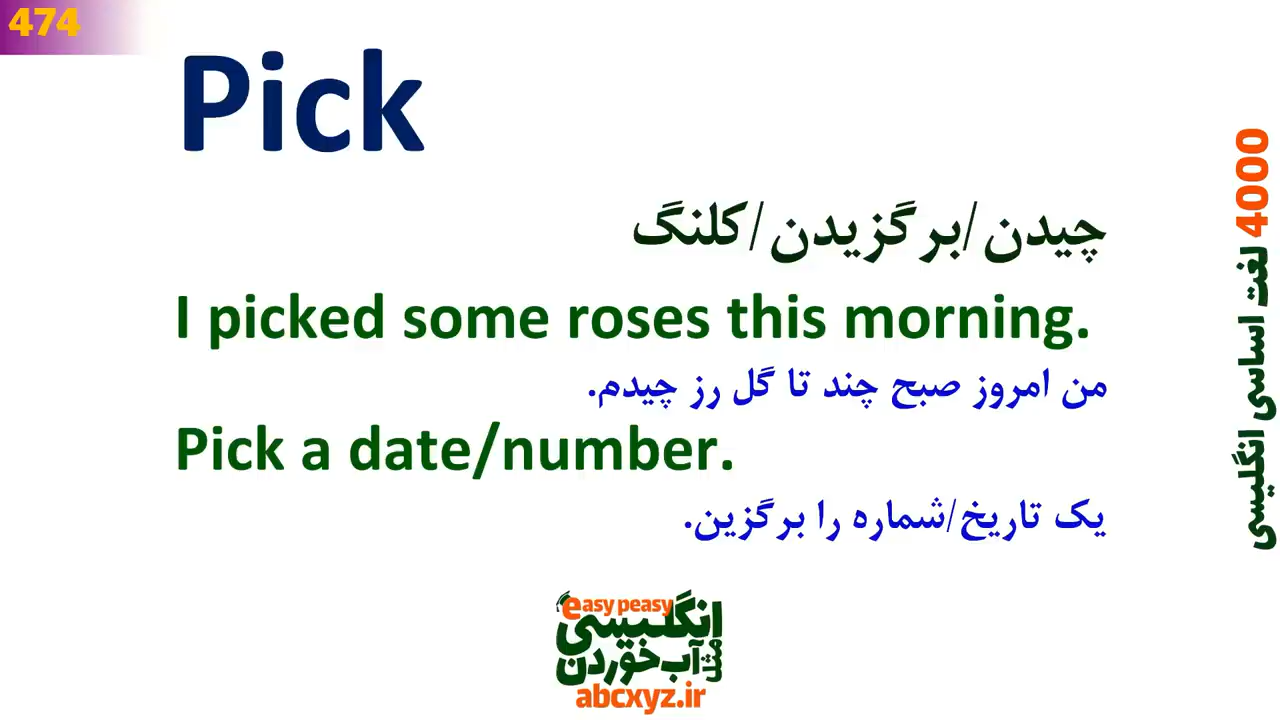 474
Pick
چیدن/برگزیدن/کلنگ
I picked some roses this morning.
من امروز صبح چند تا گل رز چیدم.
Pick a date/number.
یک تاریخ/شماره را برگزین.
4000 لغت اساسی انگلیسی
easy peasy
انگلیسی
مثل آب خوردن
abcxyz.ir